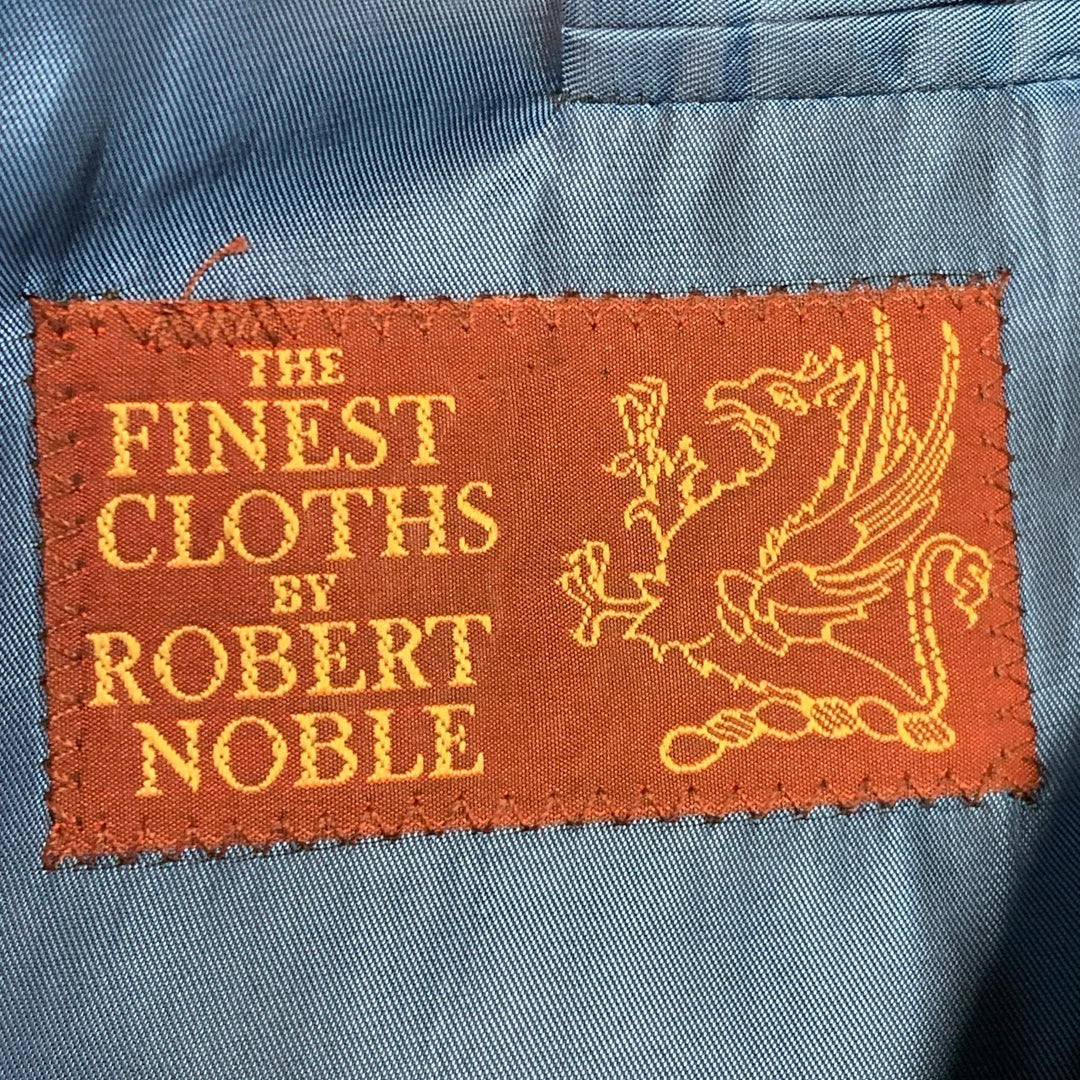 THE
FINEST
CLOTHS
BY
ROBERT
NOBLE